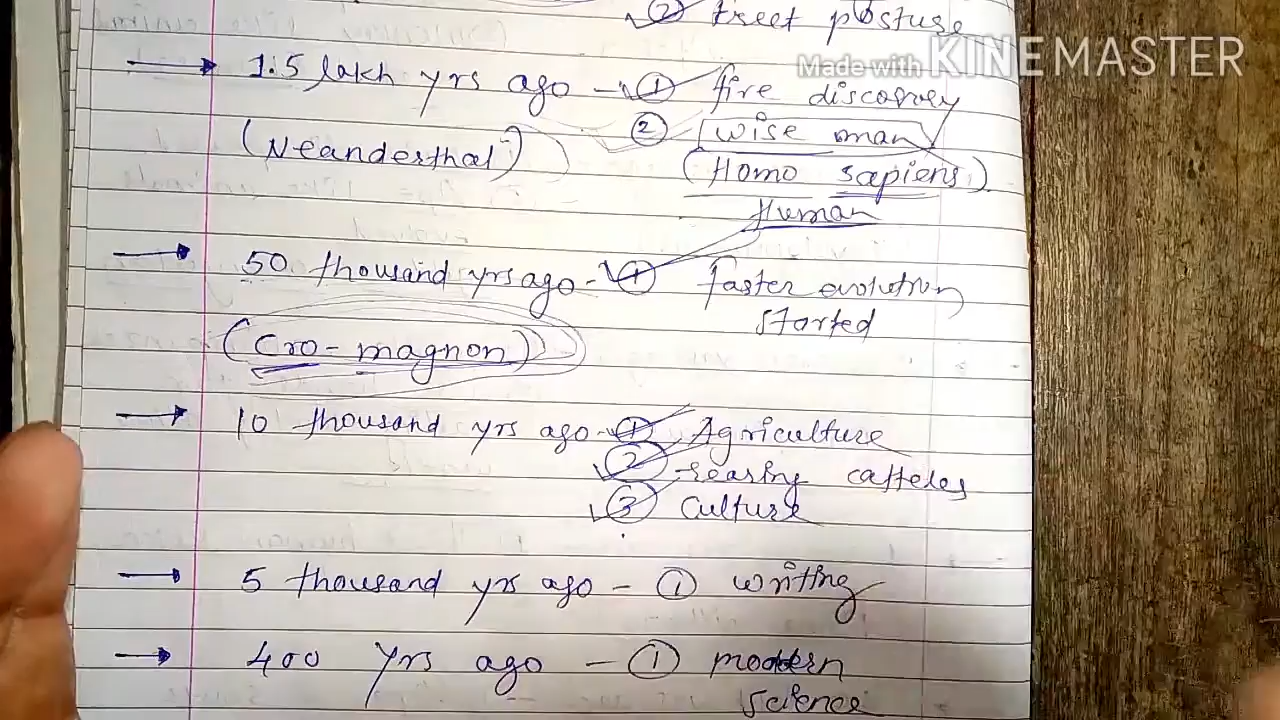 ② Erect posture
Made with KINEMASTER
→ 1.5 lakh yrs ago - ① fire discovery
② wise man
(Neanderthal) (Homo sapiens)
Human
→ 50 thousand yrs ago - ① faster evolution
started
(Cro-magnon)
→ 10 thousand yrs ago - ① Agriculture
② rearing catteles
③ Culture
→ 5 thousand yrs ago - ① writing
→ 400 yrs ago - ① modern
science